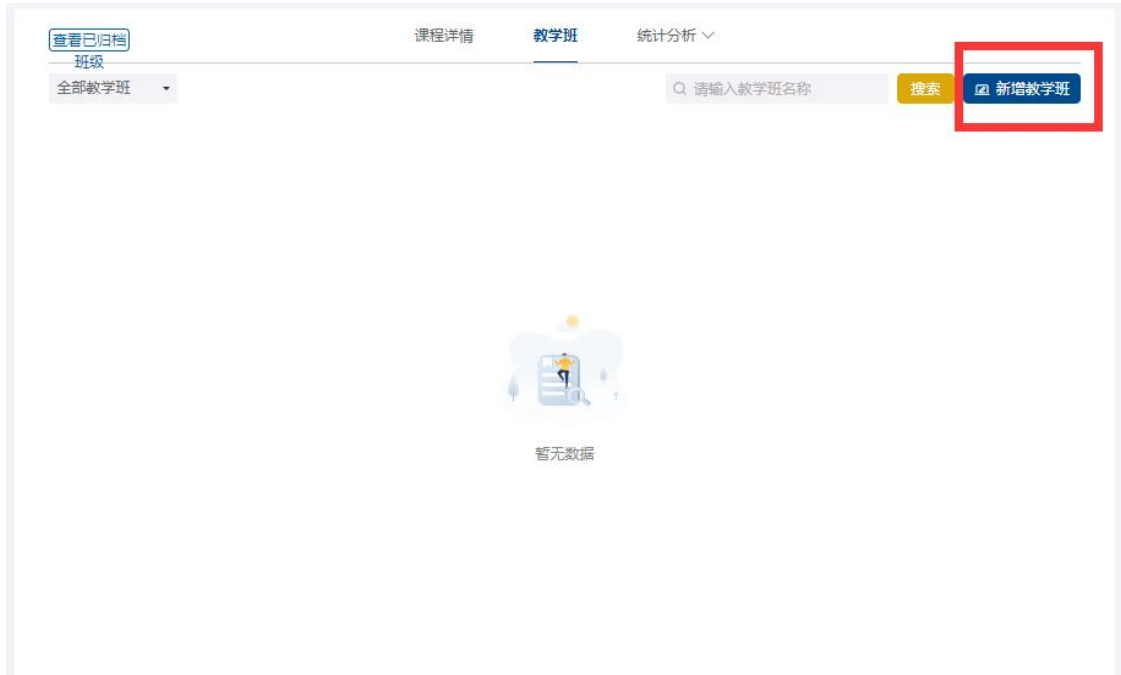 查看已归档
班级
课程详情
教学班
统计分析
全部教学班
请输入教学班名称
搜索
新增教学班
暂无数据